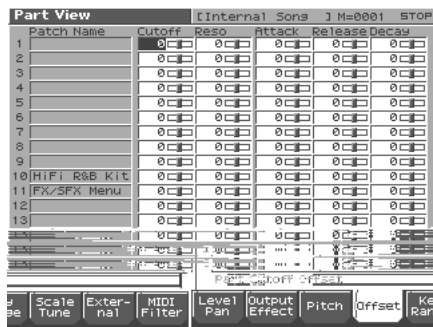 Part View [Internal Song ] M=0001 STOP
Patch Name Cutoff Reso Attack Release Decay
1 0 0 0 0 0
2 0 0 0 0 0
3 0 0 0 0 0
4 0 0 0 0 0
5 0 0 0 0 0
6 0 0 0 0 0
7 0 0 0 0 0
8 0 0 0 0 0
9 0 0 0 0 0
10 HiFi R&B Kit 0 0 0 0 0
11 FX/SFX Menu 0 0 0 0 0
12 0 0 0 0 0
13 0 0 0 0 0
0 0 0 0 0
Part Cutoff Offset
Scale Tune
External
MIDI Filter
Level Pan
Output Effect
Pitch
Offset